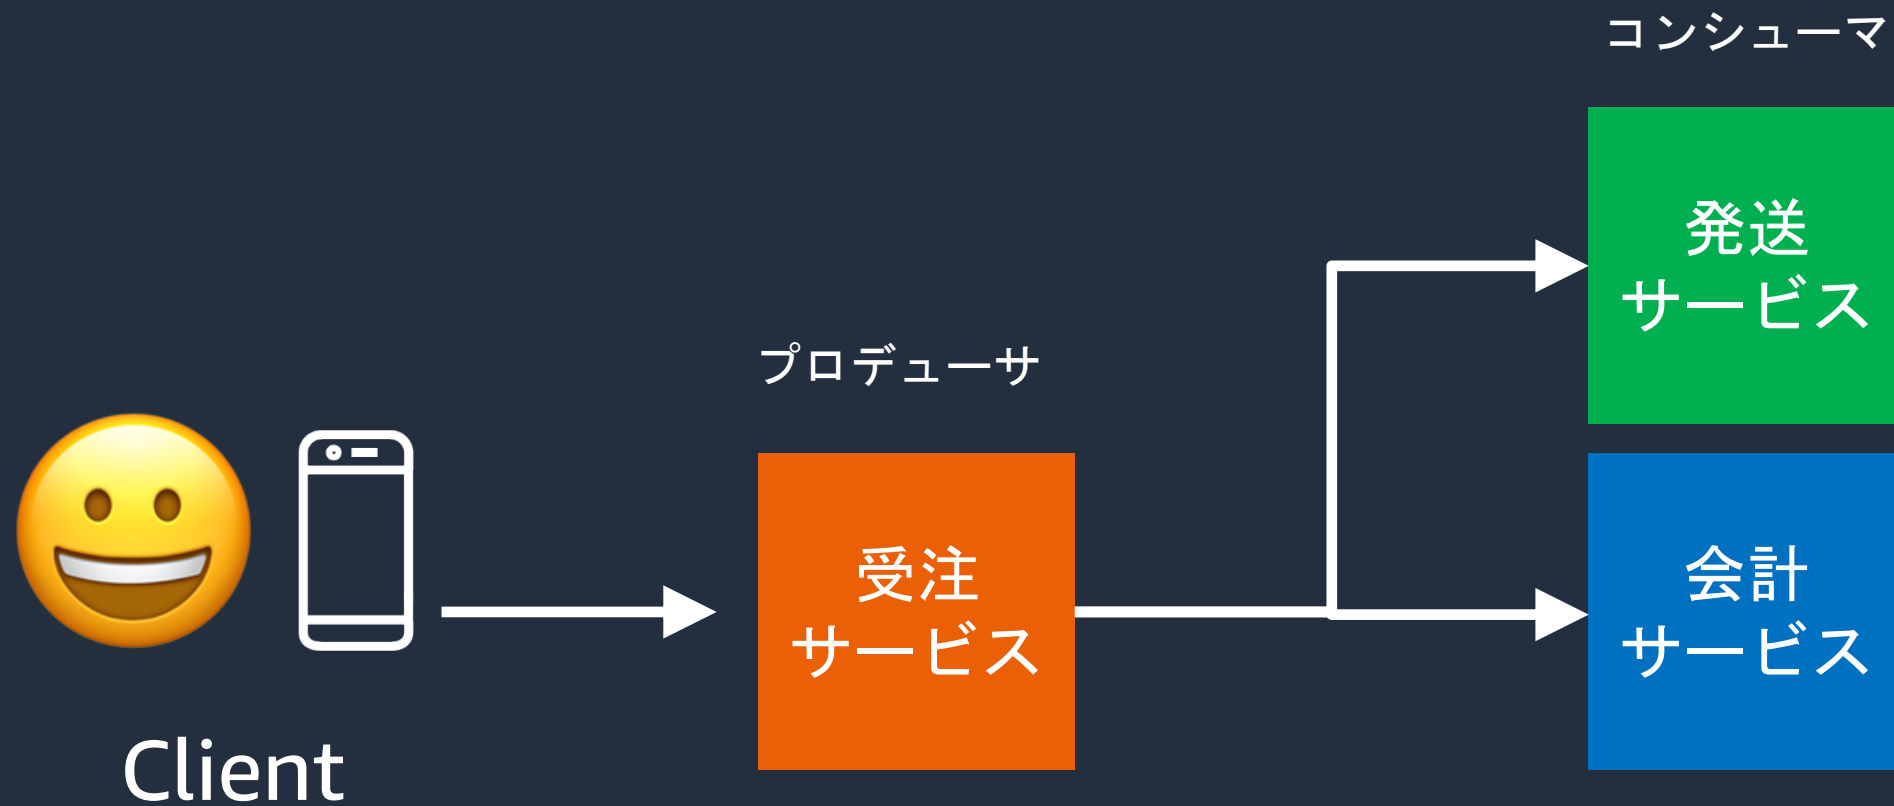 コンシューマ
発送
サービス
プロデューサ
受注
サービス
会計
サービス
Client